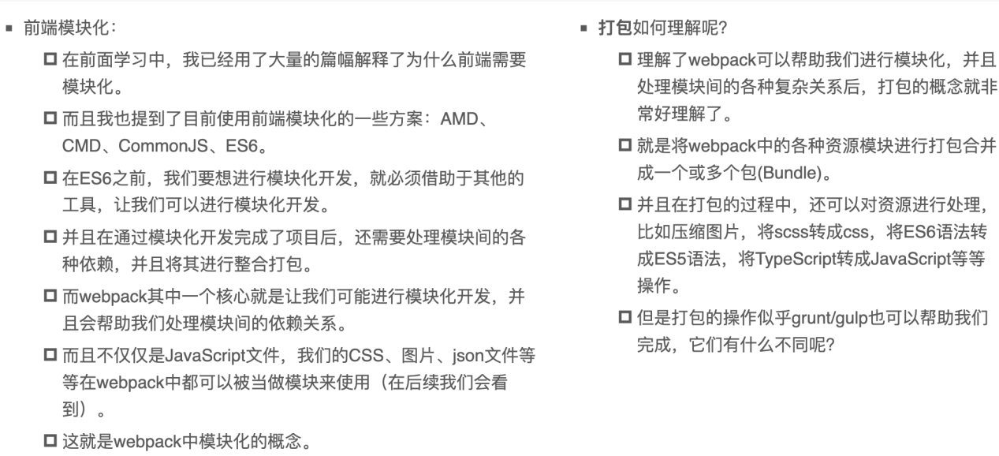 前端模块化：
在前面学习中，我已经用了大量的篇幅解释了为什么前端需要
模块化。
而且我也提到了目前使用前端模块化的一些方案：AMD、
CMD、CommonJS、ES6。
在ES6之前，我们要想进行模块化开发，就必须借助于其他的
工具，让我们可以进行模块化开发。
并且在通过模块化开发完成了项目后，还需要处理模块间的各
种依赖，并且将其进行整合打包。
而webpack其中一个核心就是让我们可能进行模块化开发，并
且会帮助我们处理模块间的依赖关系。
而且不仅仅是JavaScript文件，我们的CSS、图片、json文件等
等在webpack中都可以被当做模块来使用（在后续我们会看
到）。
这就是webpack中模块化的概念。
打包如何理解呢？
理解了webpack可以帮助我们进行模块化，并且
处理模块间的各种复杂关系后，打包的概念就非
常好理解了。
就是将webpack中的各种资源模块进行打包合并
成一个或多个包(Bundle)。
并且在打包的过程中，还可以对资源进行处理，
比如压缩图片，将scss转成css，将ES6语法转
成ES5语法，将TypeScript转成JavaScript等等
操作。
但是打包的操作似乎grunt/gulp也可以帮助我们
完成，它们有什么不同呢？